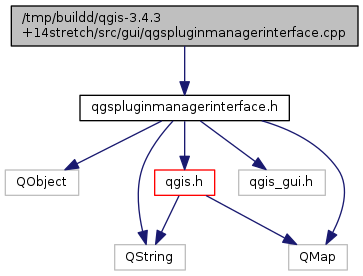 /tmp/buildd/qgis-3.4.3
+14stretch/src/gui/qgspluginmanagerinterface.cpp
qgspluginmanagerinterface.h
QObject
qgis.h
qgis_gui.h
QString
QMap